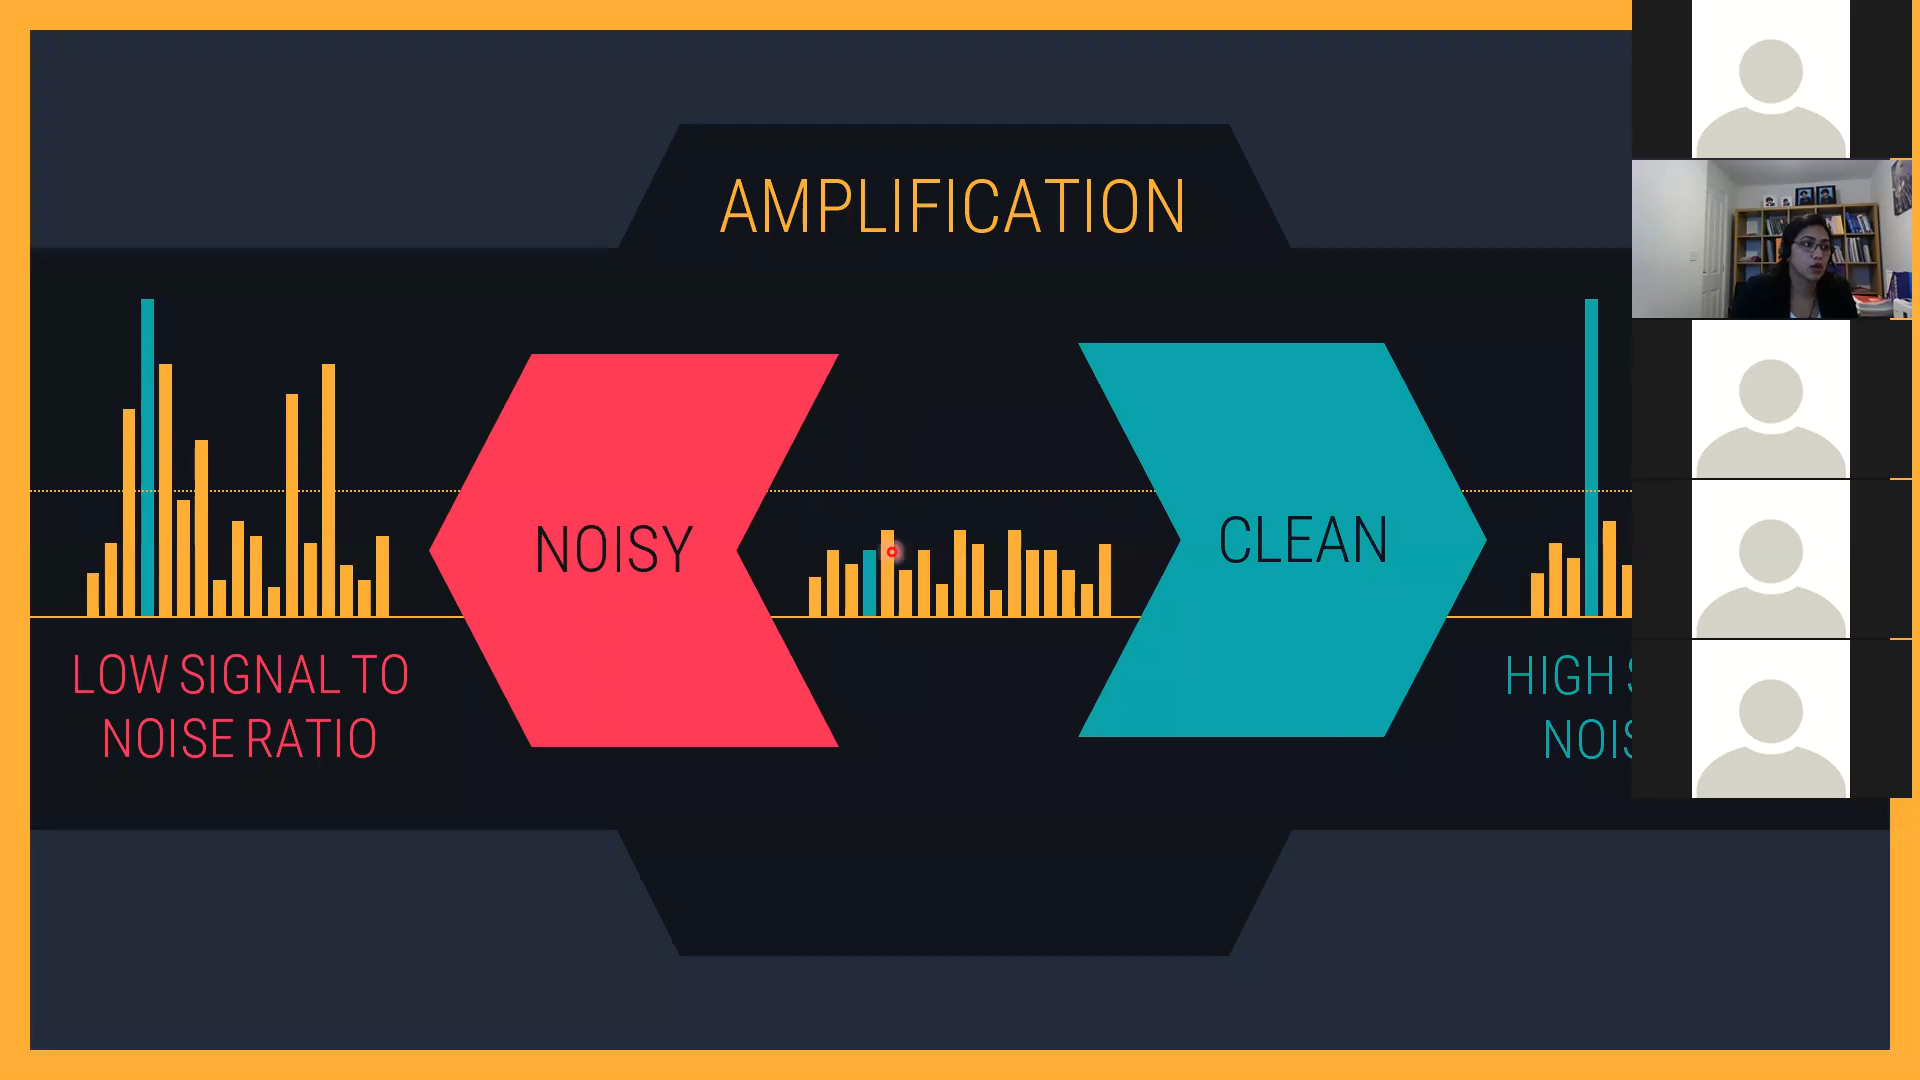 AMPLIFICATION
NOISY
CLEAN
LOW SIGNAL TO
NOISE RATIO
HIGH